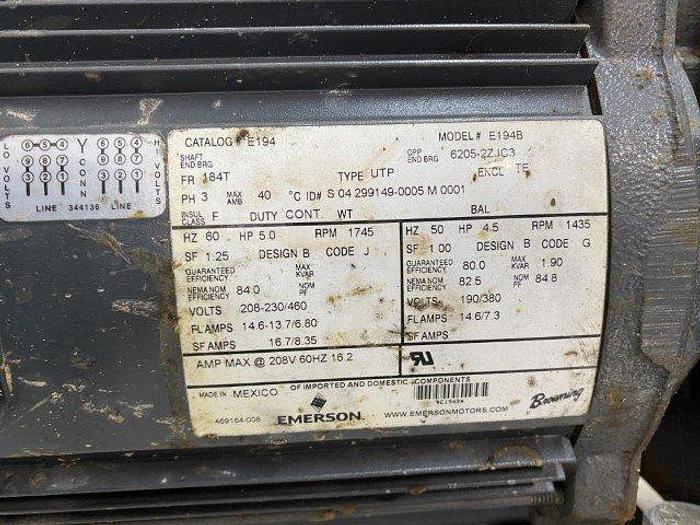 CATALOG # E194 MODEL# E194B
SHAFT END BRG OPP END BRG 6205-2ZJC3
FR 184T TYPE UTP ENCL TE
PH 3 MAX AMB 40 °C ID# S 04 299149-0005 M 0001
INSUL CLASS F DUTY CONT. WT BAL
HZ 60 HP 5.0 RPM 1745
SF 1.25 DESIGN B CODE J
GUARANTEED EFFICIENCY MAX KVAR
NEMA NOM EFFICIENCY 84.0 NOM PF
VOLTS 208-230/460
FL AMPS 14.6-13.7/6.80
SF AMPS 16.7/8.35
HZ 50 HP 4.5 RPM 1435
SF 1.00 DESIGN B CODE G
GUARANTEED EFFICIENCY 80.0 MAX KVAR 1.90
NEMA NOM EFFICIENCY 82.5 NOM PF 84.8
VOLTS 190/380
FL AMPS 14.6/7.3
SF AMPS
AMP MAX @ 208V 60HZ 16.2
MADE IN MEXICO OF IMPORTED AND DOMESTIC COMPONENTS
469164-008 EMERSON WWW.EMERSONMOTORS.COM Browning
LO VOLTS 6 5 4 Y CONN 6 5 4 HI VOLTS
9 8 7 9 8 7
3 2 1 3 2 1
LINE 344136 LINE